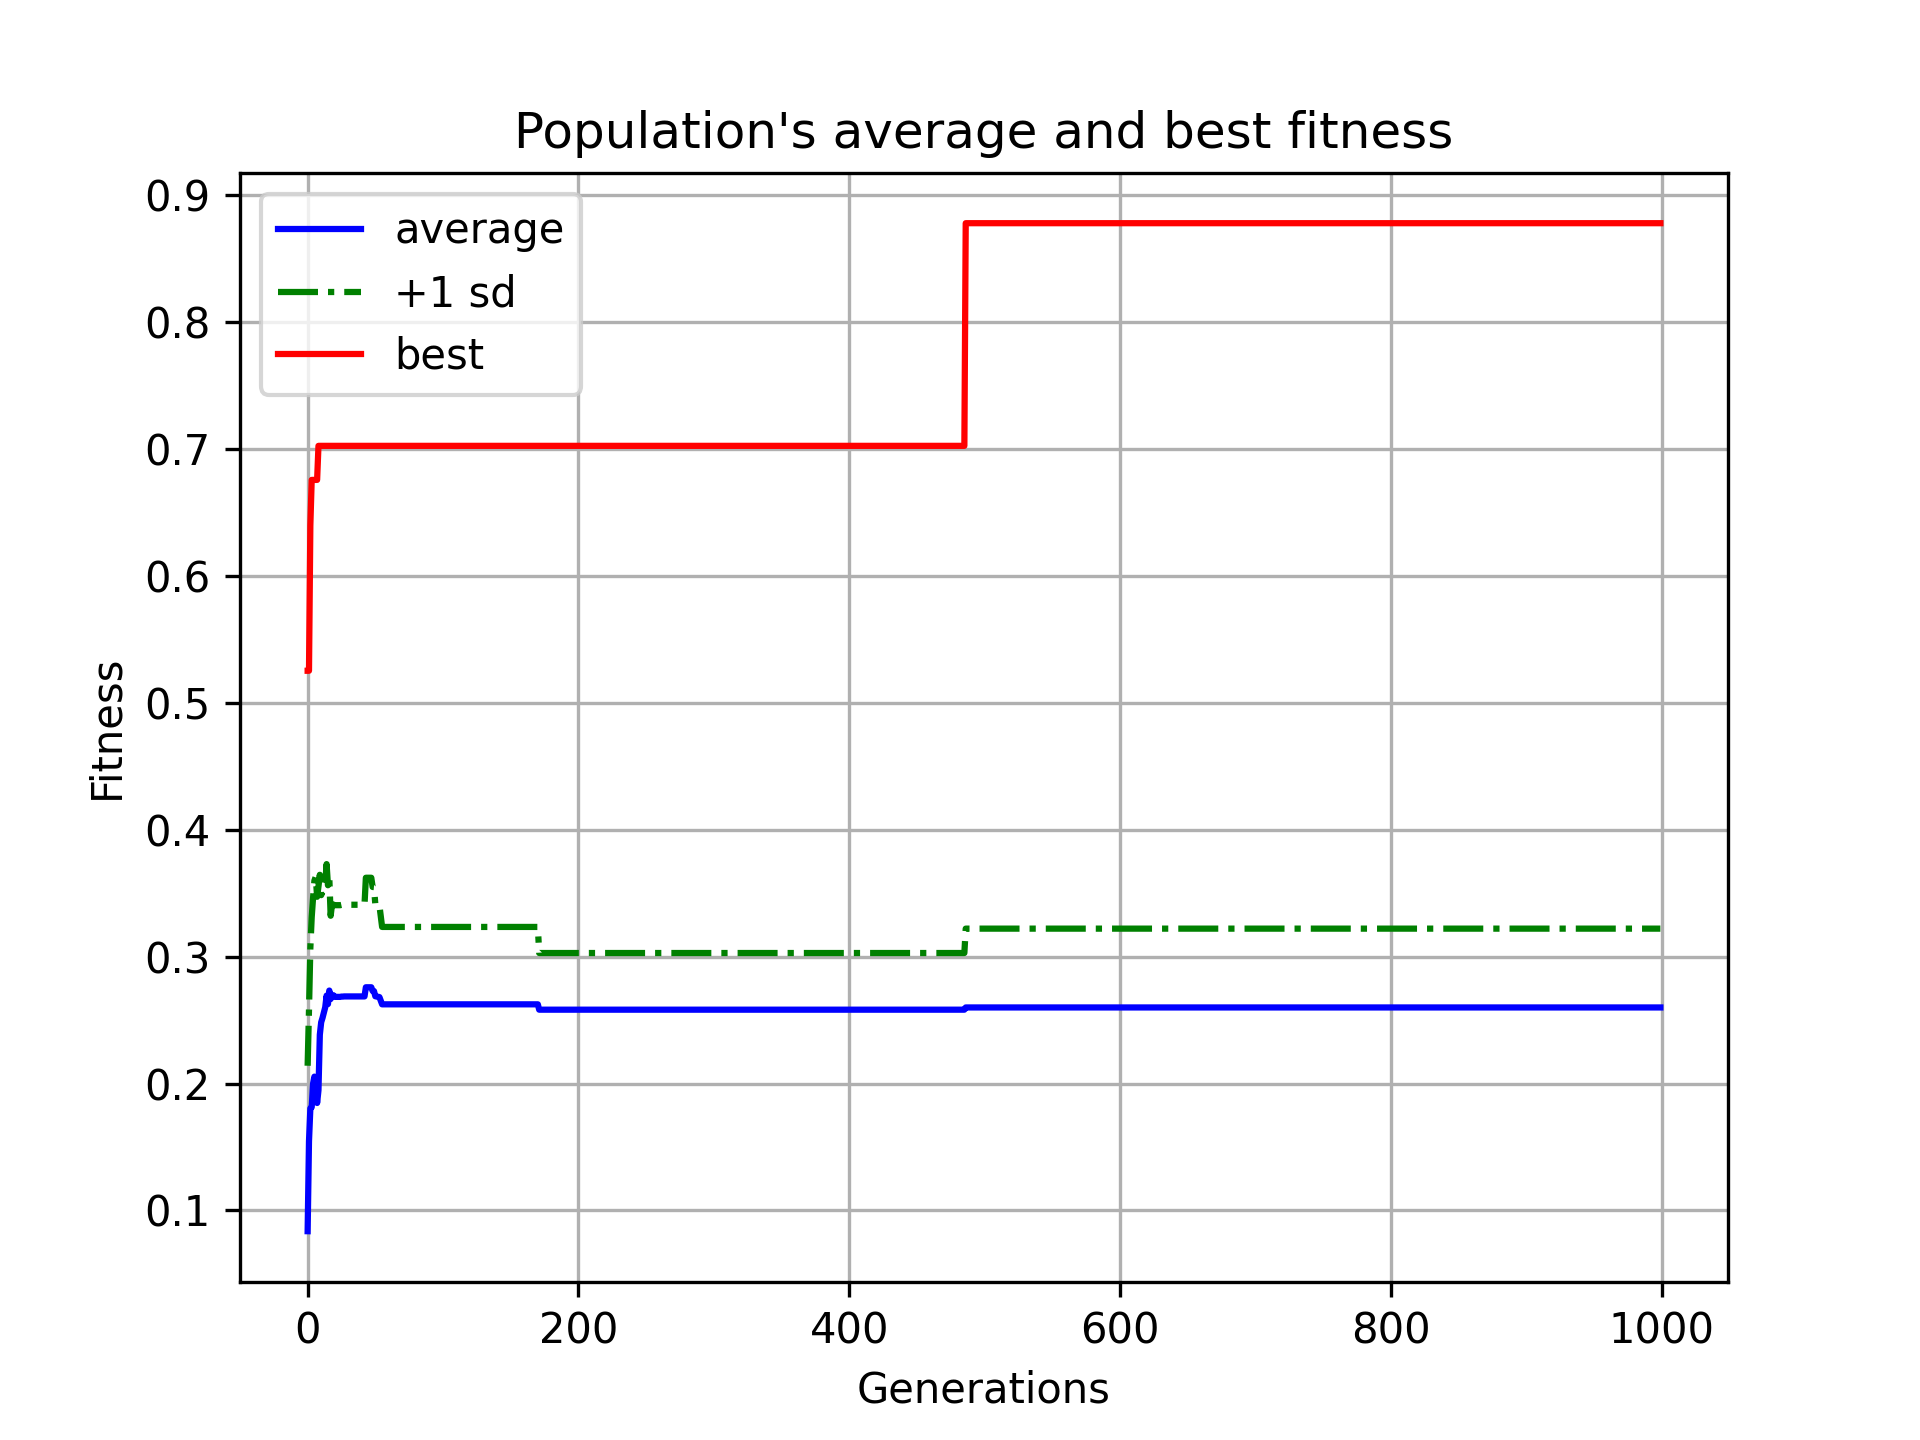 Population's average and best fitness
0.9
0.8
0.7
0.6
0.5
0.4
0.3
0.2
0.1
Fitness
average
+1 sd
best
0 200 400 600 800 1000
Generations